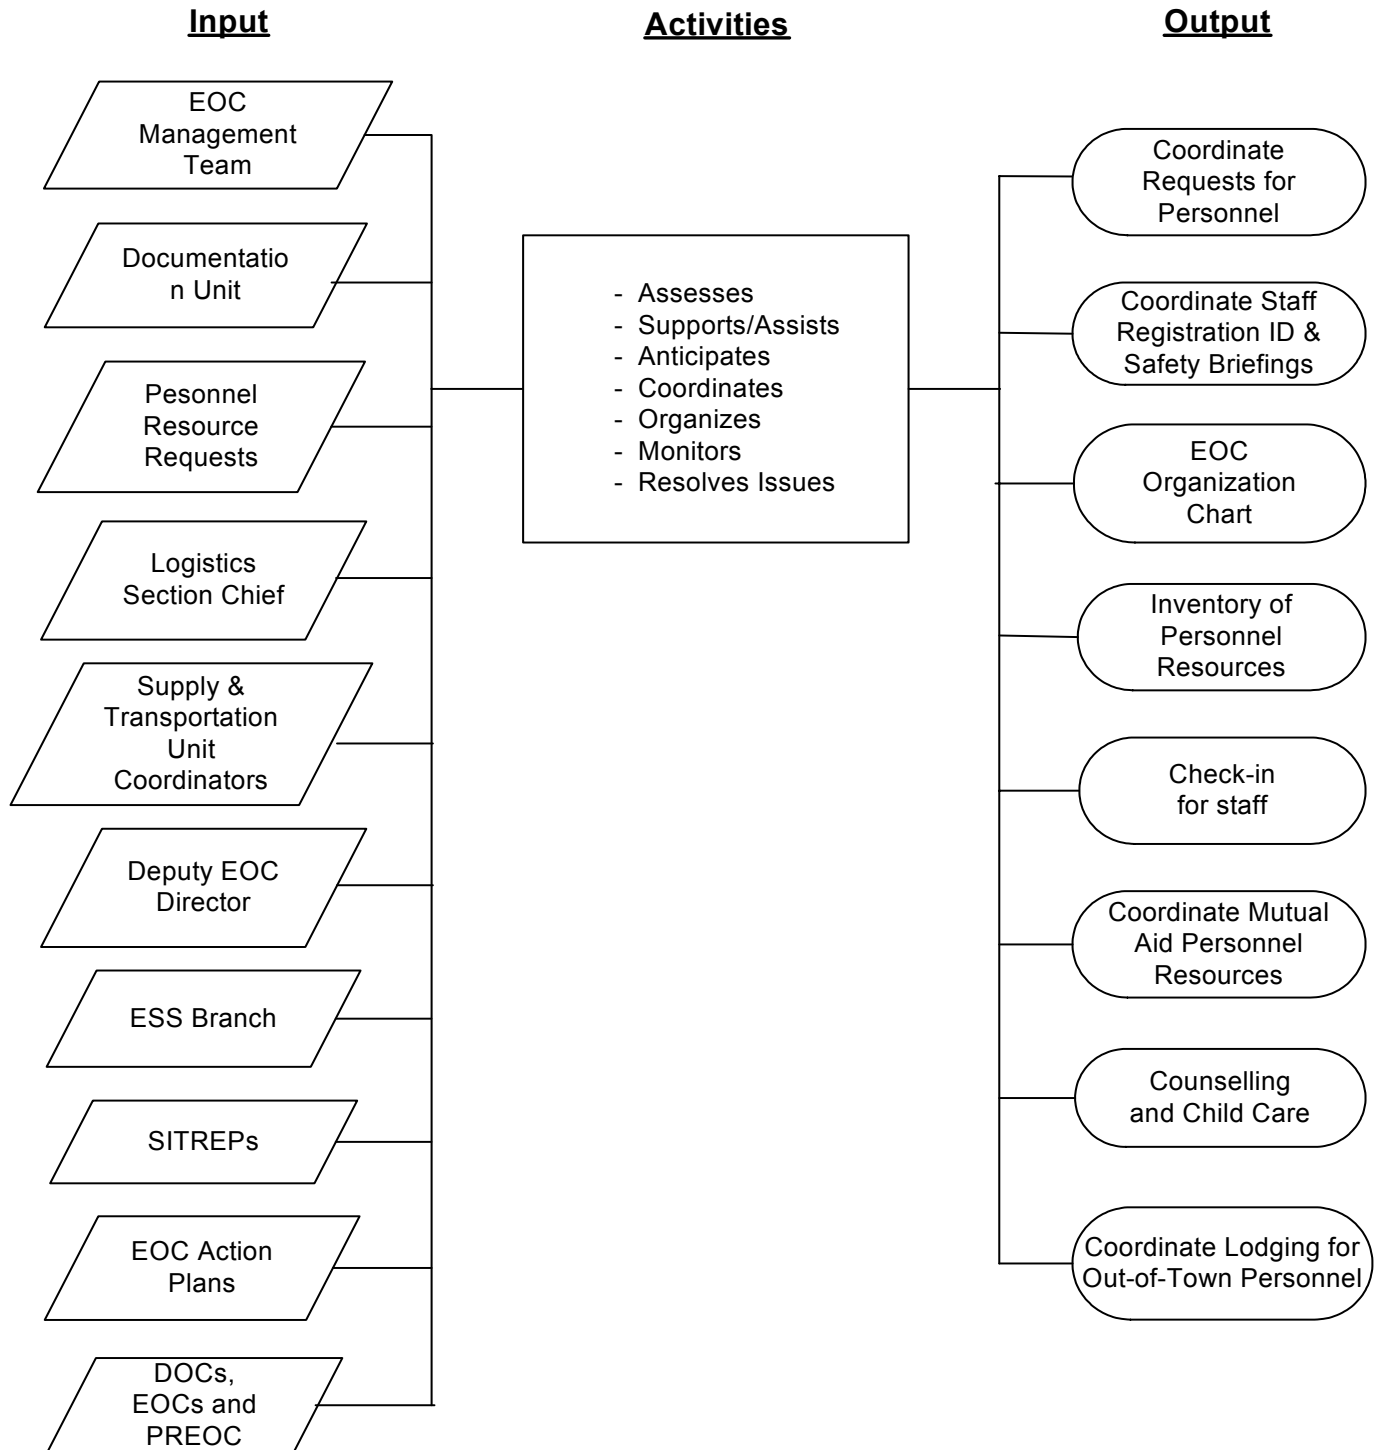 Input
Activities
Output
EOC
Management
Team
Documentatio
n Unit
Pesonnel
Resource
Requests
Logistics
Section Chief
Supply &
Transportation
Unit
Coordinators
Deputy EOC
Director
ESS Branch
SITREPs
EOC Action
Plans
DOCs,
EOCs and
PREOC
- Assesses
- Supports/Assists
- Anticipates
- Coordinates
- Organizes
- Monitors
- Resolves Issues
Coordinate
Requests for
Personnel
Coordinate Staff
Registration ID &
Safety Briefings
EOC
Organization
Chart
Inventory of
Personnel
Resources
Check-in
for staff
Coordinate Mutual
Aid Personnel
Resources
Counselling
and Child Care
Coordinate Lodging for
Out-of-Town Personnel